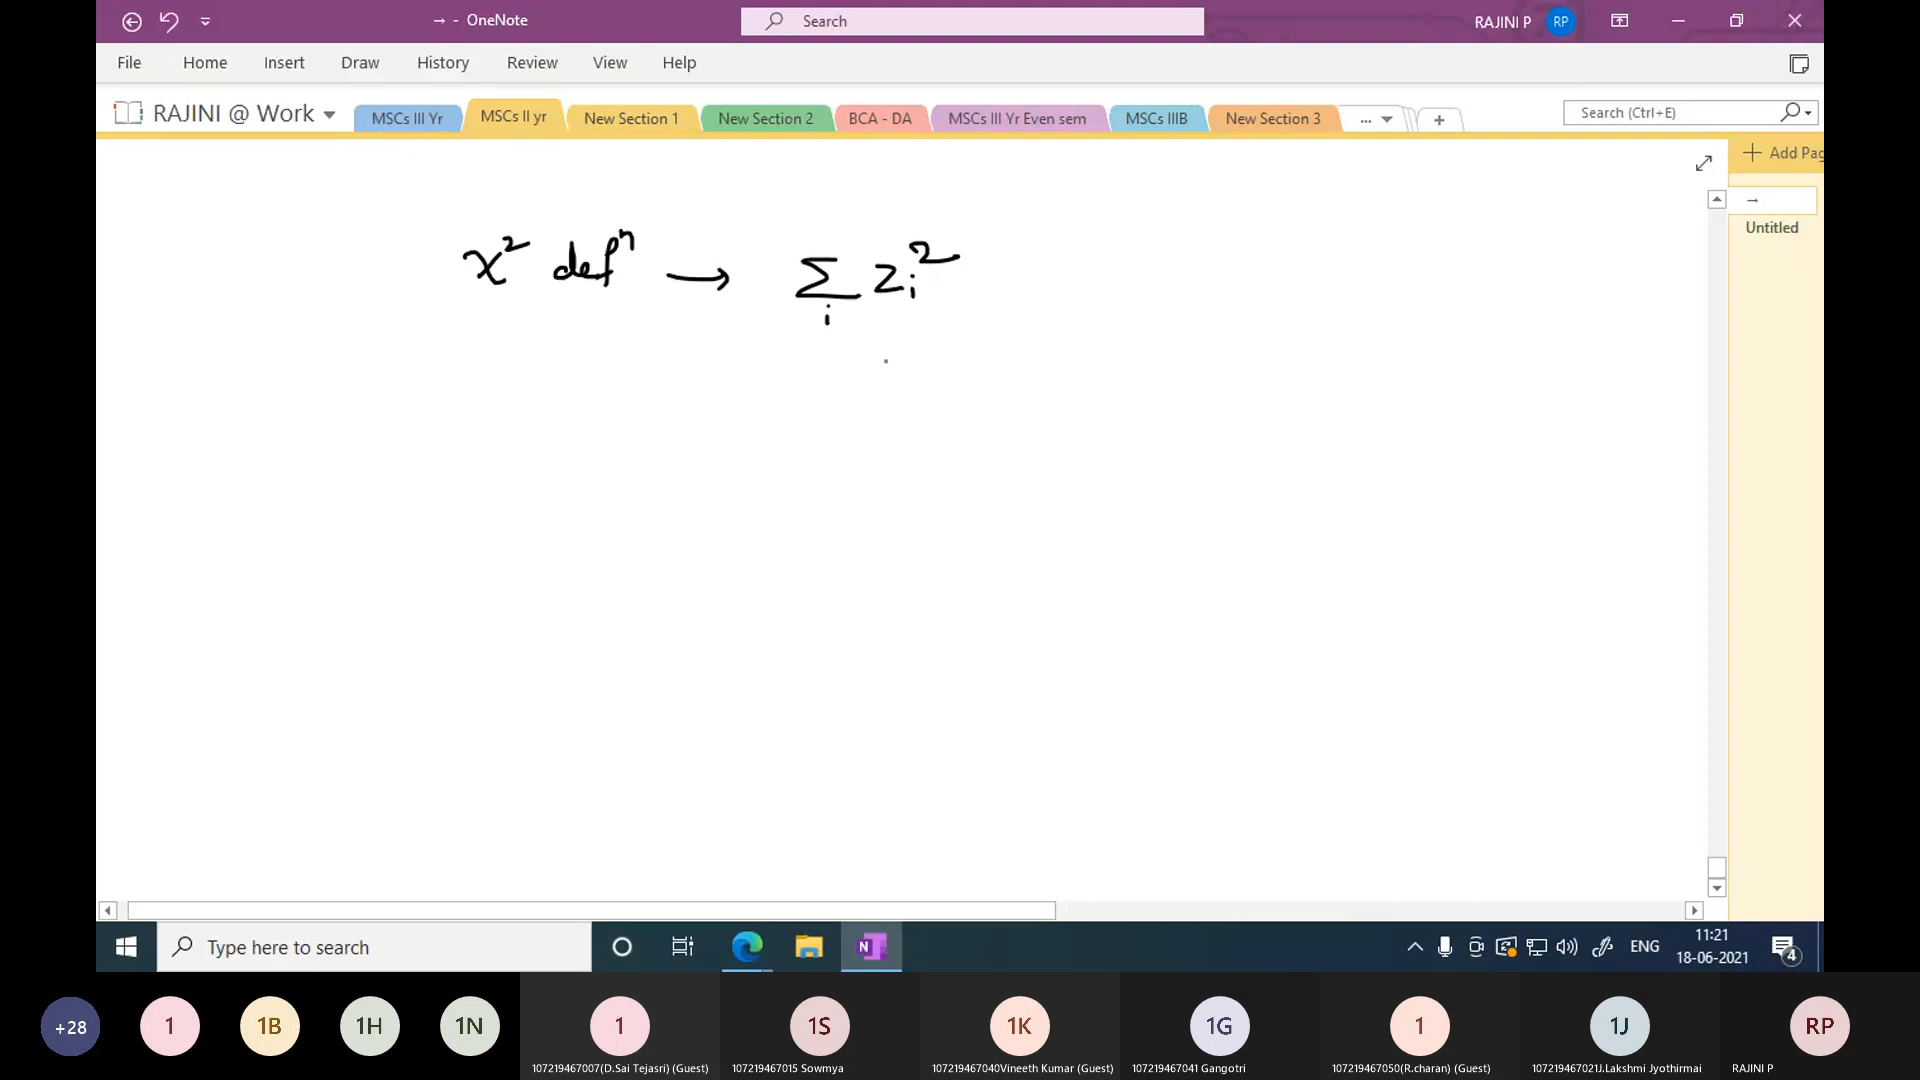 → - OneNote
Search
RAJINI P
RP
File Home Insert Draw History Review View Help
RAJINI @ Work
MSCs III Yr
MSCs II yr
New Section 1
New Section 2
BCA - DA
MSCs III Yr Even sem
MSCs IIIB
New Section 3
...
+
Search (Ctrl+E)
+ Add Pag
→
Untitled
χ² defⁿ → Σ_i z_i²
Type here to search
N
ENG
11:21
18-06-2021
4
+28
1
1B
1H
1N
1
1S
1K
1G
1
1J
RP
107219467007(D.Sai Tejasri) (Guest)
107219467015 Sowmya
107219467040Vineeth Kumar (Guest)
107219467041 Gangotri
107219467050(R.charan) (Guest)
107219467021J.Lakshmi Jyothirmai
RAJINI P